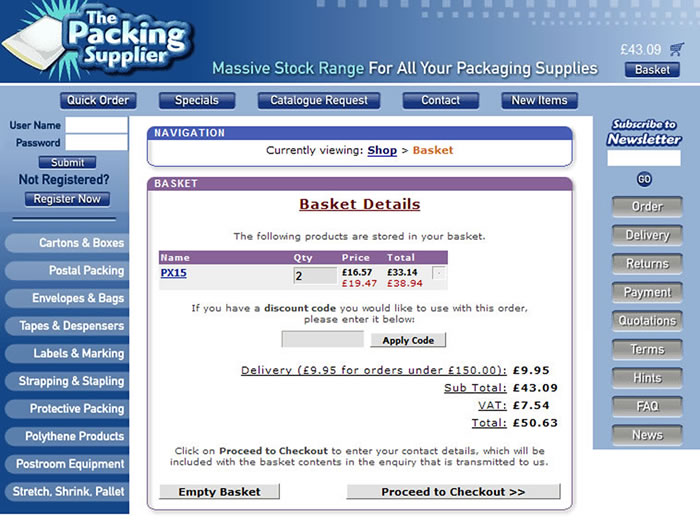 The
Packing
Supplier
Massive Stock Range For All Your Packaging Supplies
£43.09
Basket
Quick Order
Specials
Catalogue Request
Contact
New Items
User Name
Password
Submit
Not Registered?
Register Now
Cartons & Boxes
Postal Packing
Envelopes & Bags
Tapes & Despensers
Labels & Marking
Strapping & Stapling
Protective Packing
Polythene Products
Postroom Equipment
Stretch, Shrink, Pallet
NAVIGATION
Currently viewing: Shop > Basket
BASKET
Basket Details
The following products are stored in your basket.
Name Qty Price Total
PX15 2 £16.57 £33.14 -
£19.47 £38.94
If you have a discount code you would like to use with this order,
please enter it below:
Apply Code
Delivery (£9.95 for orders under £150.00): £9.95
Sub Total: £43.09
VAT: £7.54
Total: £50.63
Click on Proceed to Checkout to enter your contact details, which will be
included with the basket contents in the enquiry that is transmitted to us.
Empty Basket
Proceed to Checkout >>
Subscribe to
Newsletter
GO
Order
Delivery
Returns
Payment
Quotations
Terms
Hints
FAQ
News